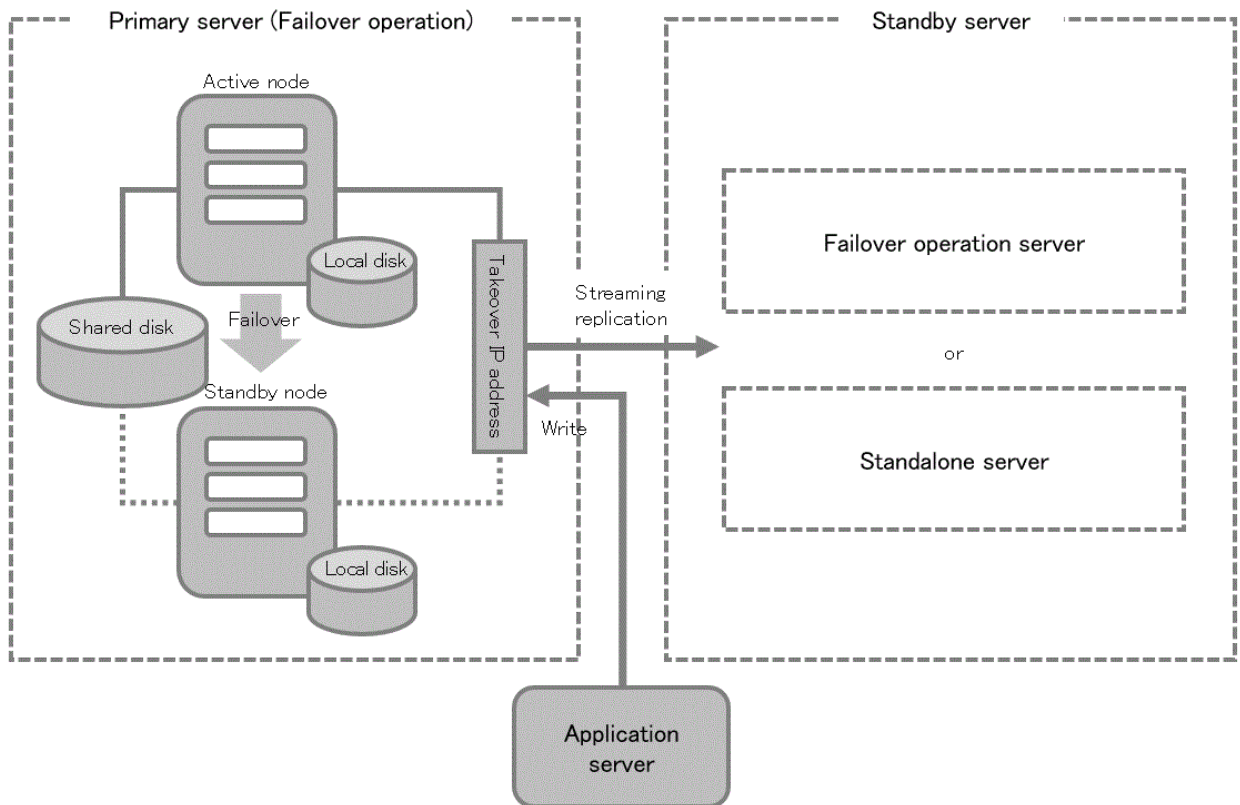 Primary server (Failover operation)
Standby server
Active node
Local disk
Takeover IP address
Shared disk
Failover
Streaming
replication
Failover operation server
or
Standby node
Write
Standalone server
Local disk
Application
server